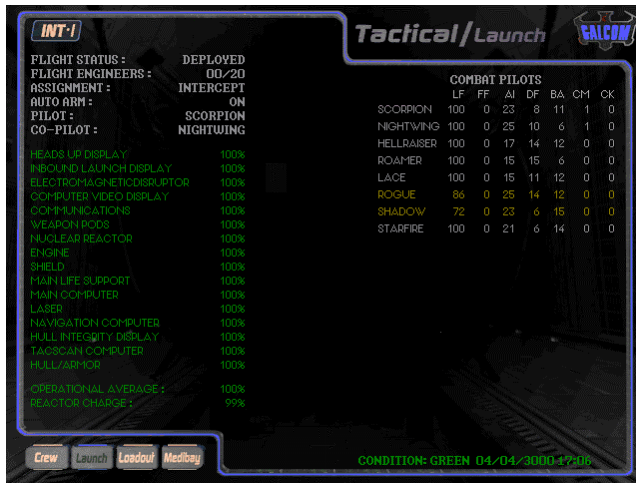 INT·1
Tactical/Launch
GALCOM
FLIGHT STATUS : DEPLOYED
FLIGHT ENGINEERS : 00/20
ASSIGNMENT : INTERCEPT
AUTO ARM : ON
PILOT : SCORPION
CO-PILOT : NIGHTWING
HEADS UP DISPLAY 100%
INBOUND LAUNCH DISPLAY 100%
ELECTROMAGNETICDISRUPTOR 100%
COMPUTER VIDEO DISPLAY 100%
COMMUNICATIONS 100%
WEAPON PODS 100%
NUCLEAR REACTOR 100%
ENGINE 100%
SHIELD 100%
MAIN LIFE SUPPORT 100%
MAIN COMPUTER 100%
LASER 100%
NAVIGATION COMPUTER 100%
HULL INTEGRITY DISPLAY 100%
TACSCAN COMPUTER 100%
HULL/ARMOR 100%
OPERATIONAL AVERAGE : 100%
REACTOR CHARGE : 99%
COMBAT PILOTS
LF FF AI DF BA CM CK
SCORPION 100 0 23 8 11 1 0
NIGHTWING 100 0 25 10 6 1 0
HELLRAISER 100 0 17 14 12 0 0
ROAMER 100 0 15 15 6 0 0
LACE 100 0 15 11 12 0 0
ROGUE 86 0 25 14 12 0 0
SHADOW 72 0 23 6 15 0 0
STARFIRE 100 0 21 6 14 0 0
Crew Launch Loadout Medibay
CONDITION: GREEN 04/04/3000 17:06